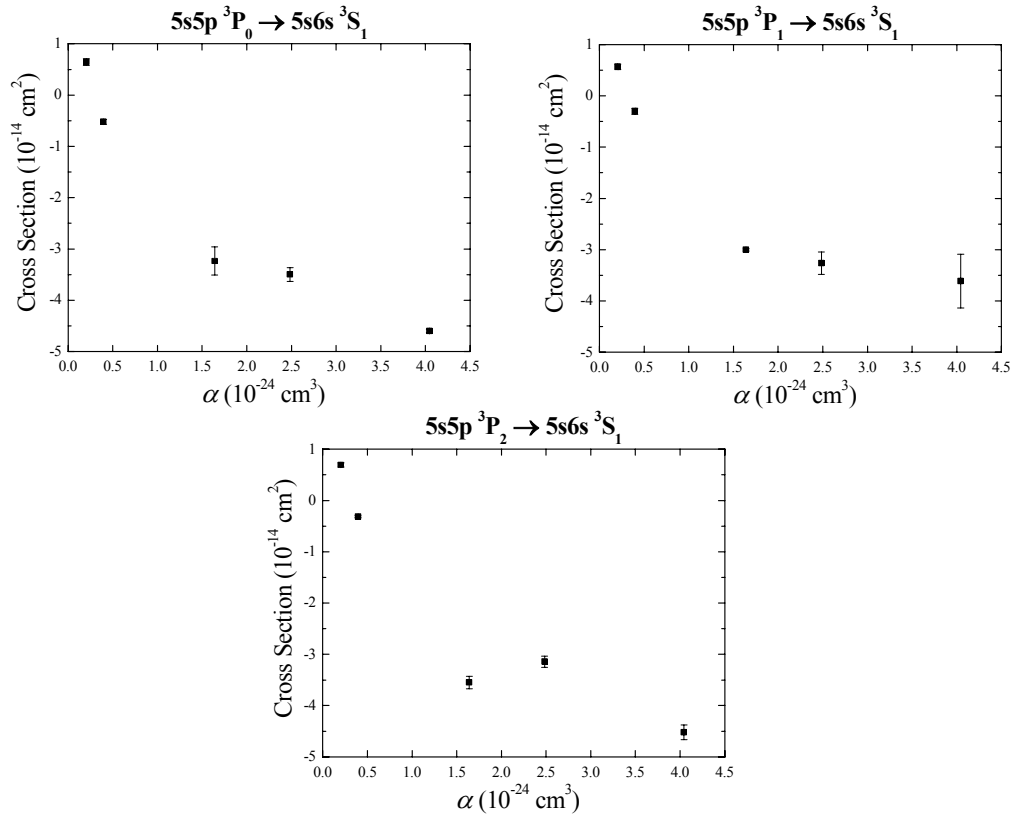 5s5p ³P₀ → 5s6s ³S₁
1
0
-1
-2
-3
-4
-5
Cross Section (10⁻¹⁴ cm²)
0.0 0.5 1.0 1.5 2.0 2.5 3.0 3.5 4.0 4.5
α (10⁻²⁴ cm³)
5s5p ³P₁ → 5s6s ³S₁
1
0
-1
-2
-3
-4
-5
Cross Section (10⁻¹⁴ cm²)
0.0 0.5 1.0 1.5 2.0 2.5 3.0 3.5 4.0 4.5
α (10⁻²⁴ cm³)
5s5p ³P₂ → 5s6s ³S₁
1
0
-1
-2
-3
-4
-5
Cross Section (10⁻¹⁴ cm²)
0.0 0.5 1.0 1.5 2.0 2.5 3.0 3.5 4.0 4.5
α (10⁻²⁴ cm³)